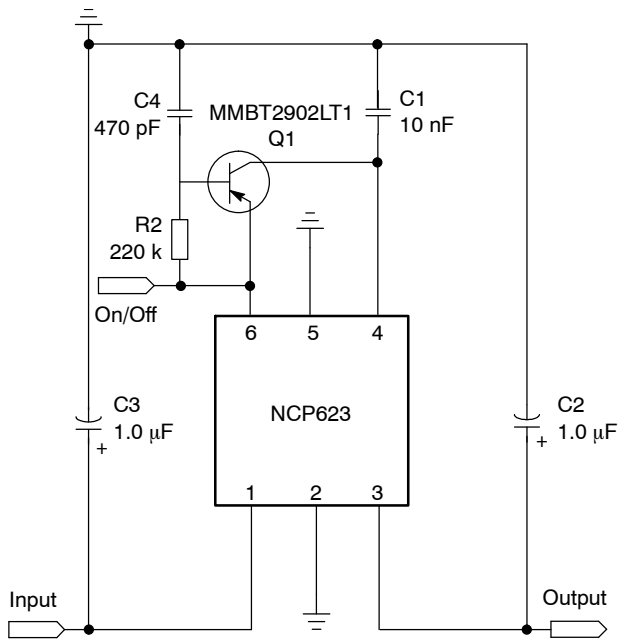 C4
470 pF
MMBT2902LT1
Q1
C1
10 nF
R2
220 k
On/Off
6
5
4
C3
1.0 μF
+
NCP623
C2
1.0 μF
+
1
2
3
Input
Output